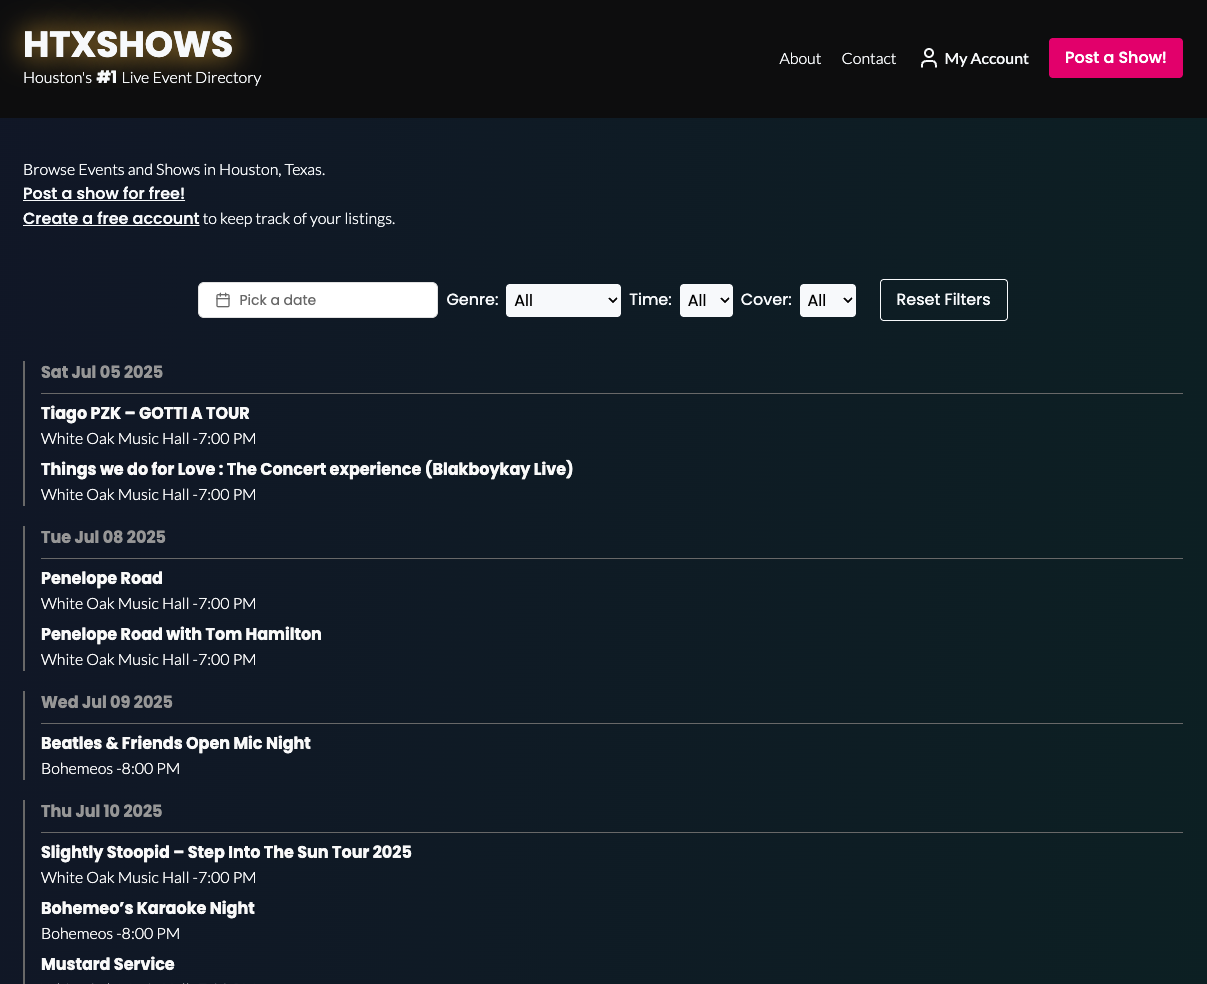 HTXSHOWS
Houston's #1 Live Event Directory
About Contact My Account Post a Show!
Browse Events and Shows in Houston, Texas.
Post a show for free!
Create a free account to keep track of your listings.
Pick a date Genre: All Time: All Cover: All Reset Filters
Sat Jul 05 2025
Tiago PZK – GOTTI A TOUR
White Oak Music Hall -7:00 PM
Things we do for Love : The Concert experience (Blakboykay Live)
White Oak Music Hall -7:00 PM
Tue Jul 08 2025
Penelope Road
White Oak Music Hall -7:00 PM
Penelope Road with Tom Hamilton
White Oak Music Hall -7:00 PM
Wed Jul 09 2025
Beatles & Friends Open Mic Night
Bohemeos -8:00 PM
Thu Jul 10 2025
Slightly Stoopid – Step Into The Sun Tour 2025
White Oak Music Hall -7:00 PM
Bohemeo’s Karaoke Night
Bohemeos -8:00 PM
Mustard Service